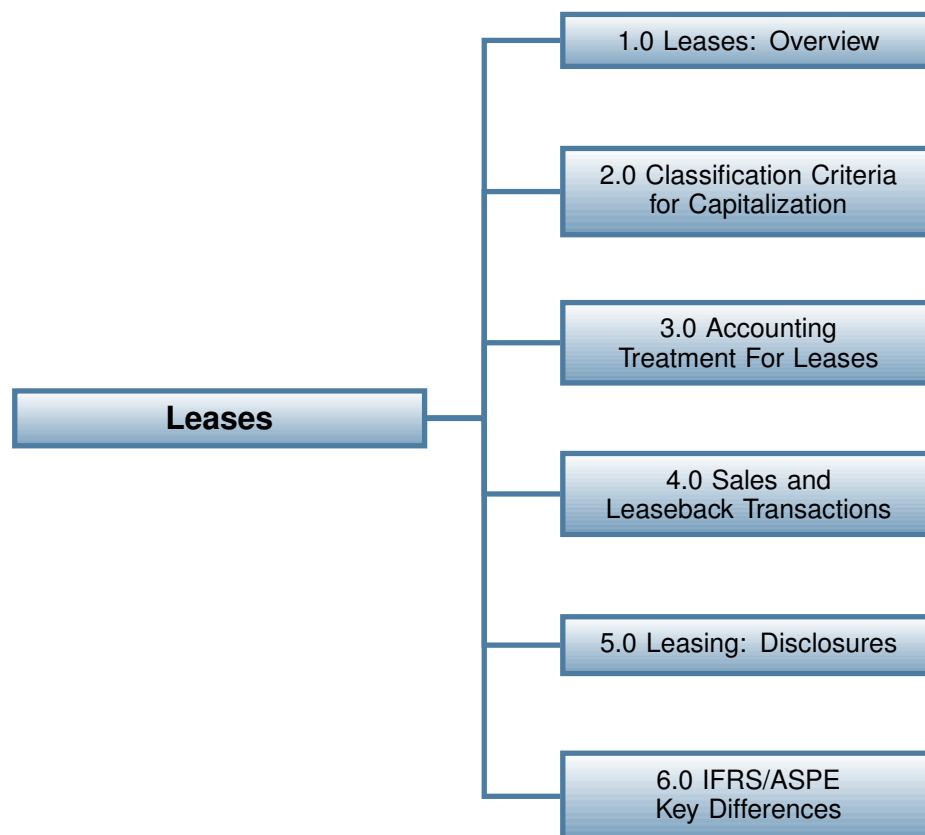 1.0 Leases: Overview
2.0 Classification Criteria
for Capitalization
3.0 Accounting
Treatment For Leases
Leases
4.0 Sales and
Leaseback Transactions
5.0 Leasing: Disclosures
6.0 IFRS/ASPE
Key Differences